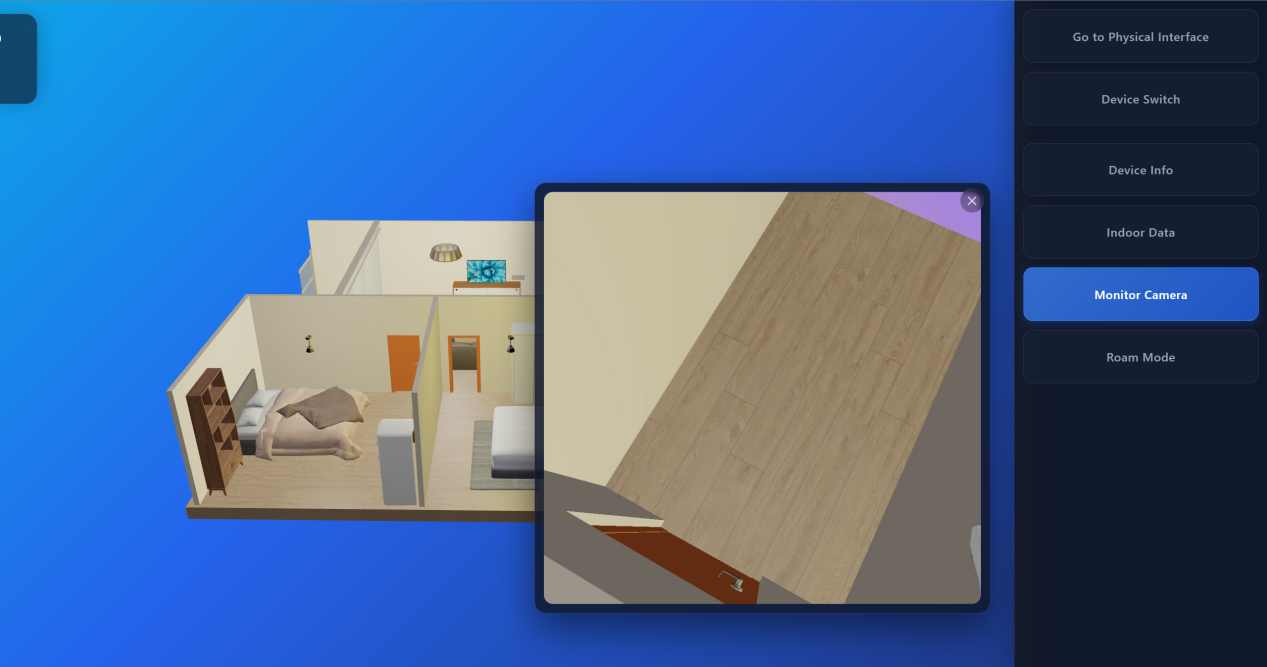 Go to Physical Interface
Device Switch
Device Info
Indoor Data
Monitor Camera
Roam Mode